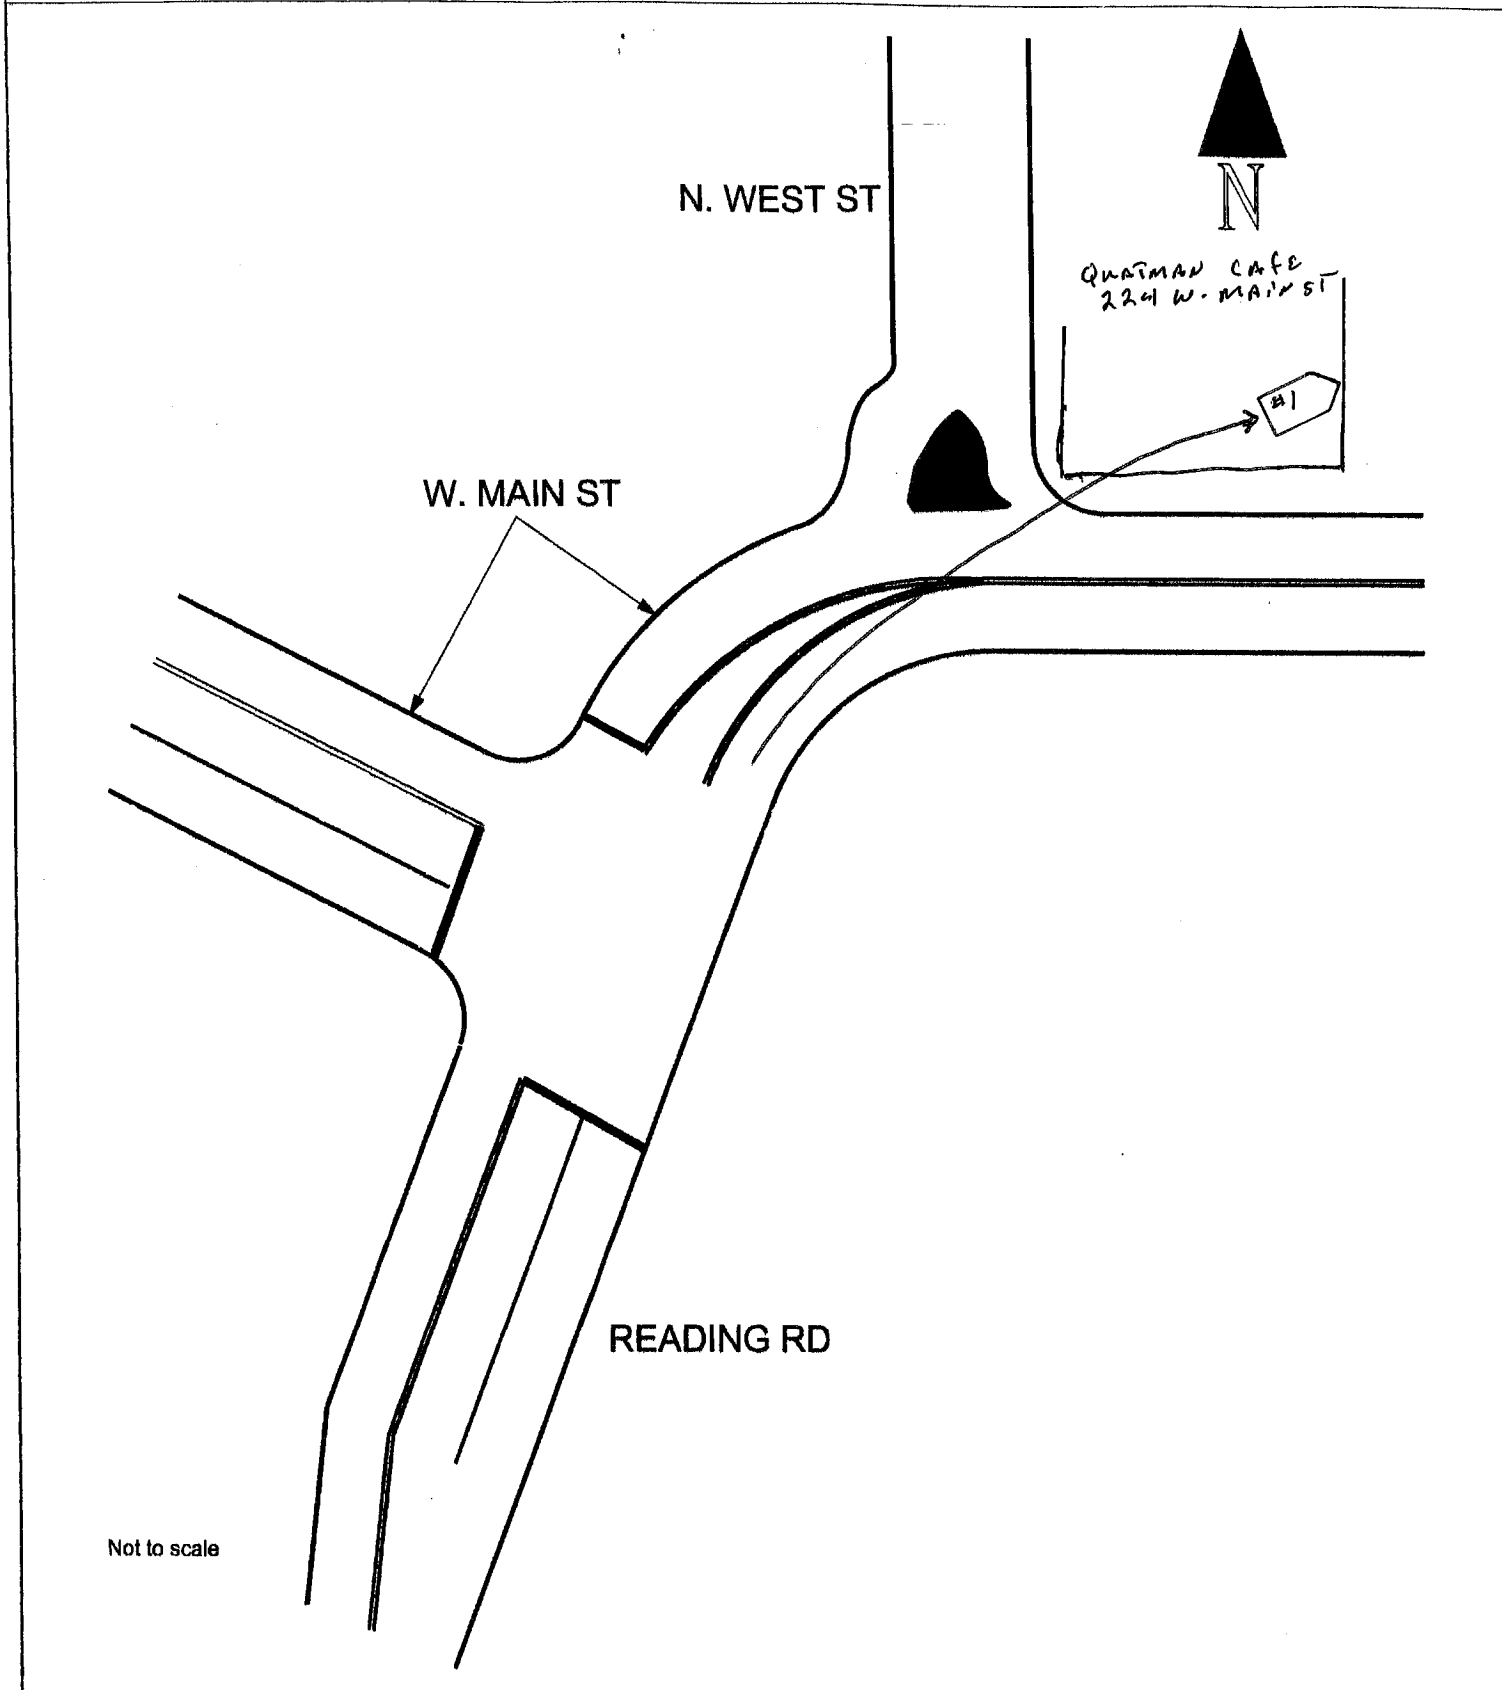 N. WEST ST
N
QUATMAN CAFE
224 W. MAIN ST
#1
W. MAIN ST
READING RD
Not to scale